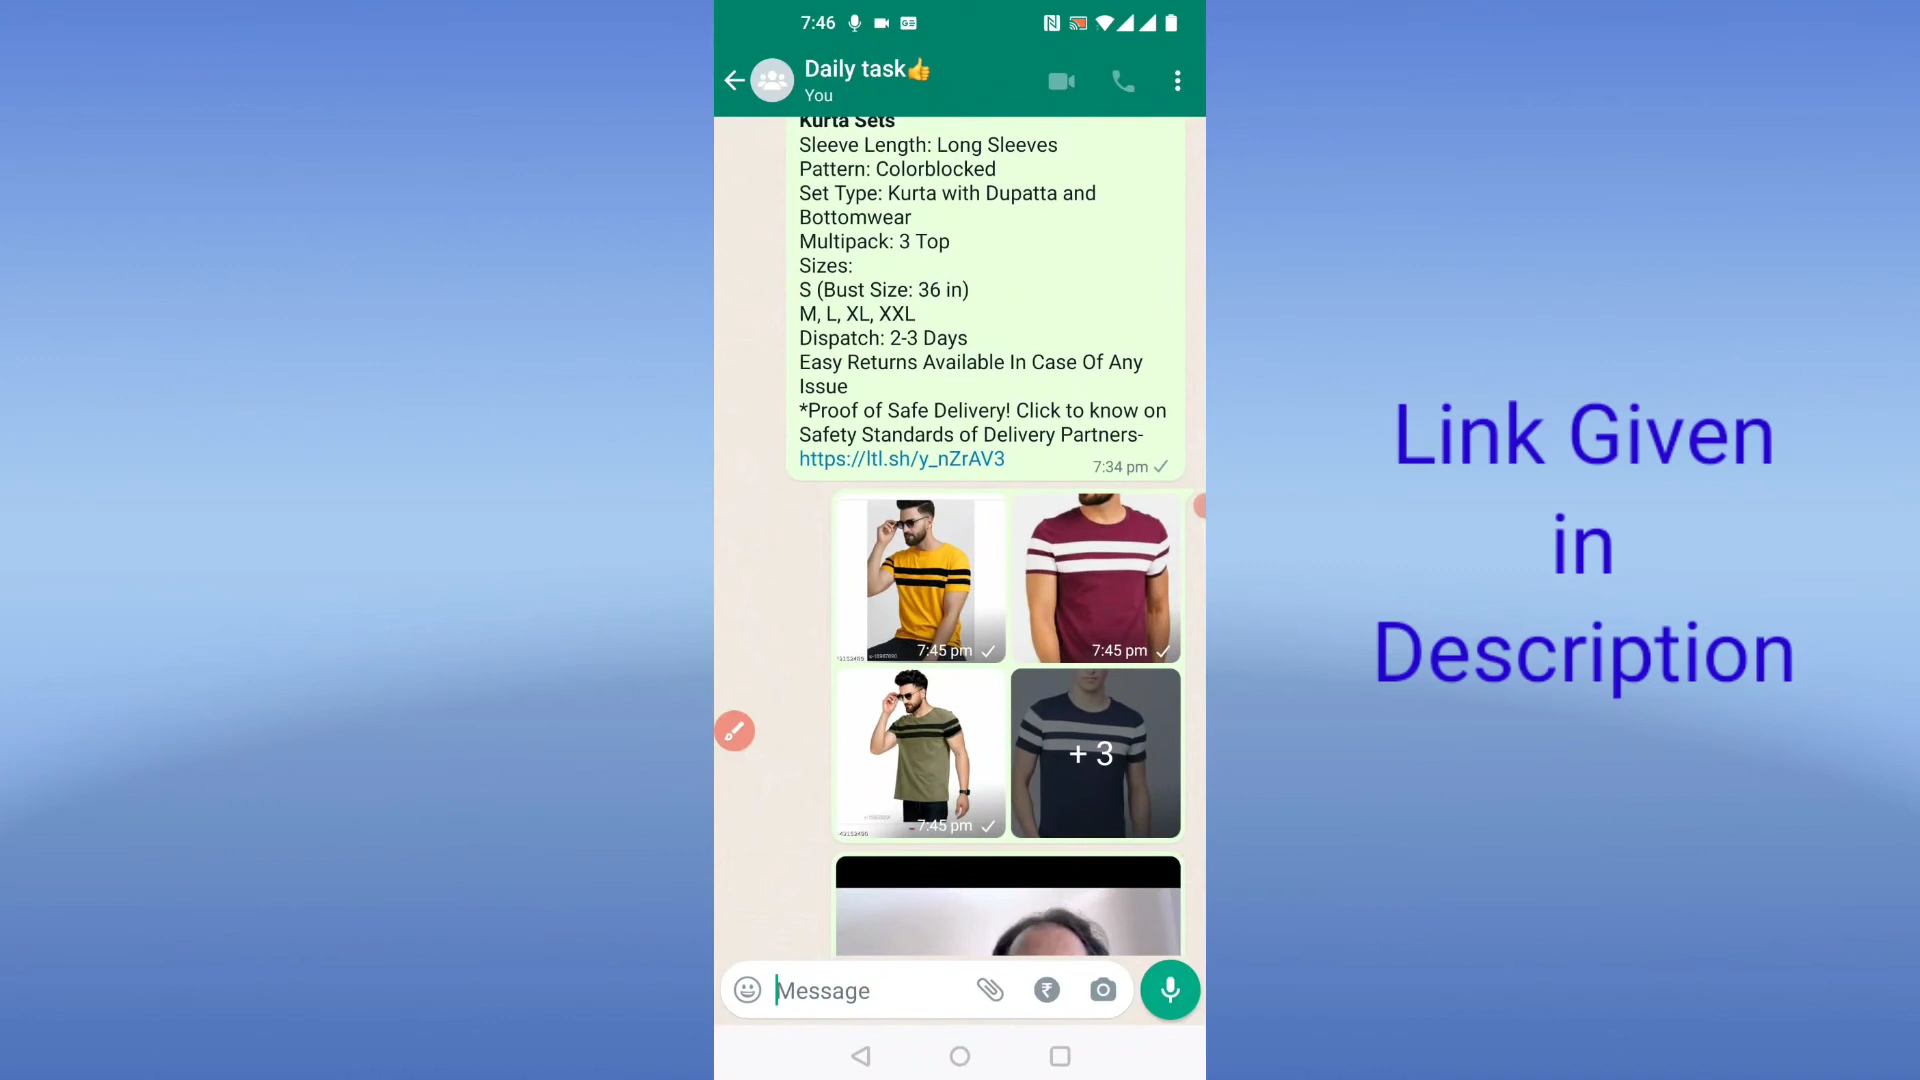 7:46
Daily task👍
You
Kurta Sets
Sleeve Length: Long Sleeves
Pattern: Colorblocked
Set Type: Kurta with Dupatta and
Bottomwear
Multipack: 3 Top
Sizes:
S (Bust Size: 36 in)
M, L, XL, XXL
Dispatch: 2-3 Days
Easy Returns Available In Case Of Any
Issue
*Proof of Safe Delivery! Click to know on
Safety Standards of Delivery Partners-
https://ltl.sh/y_nZrAV3
7:34 pm
7:45 pm
7:45 pm
7:45 pm
+ 3
Message
Link Given
in
Description